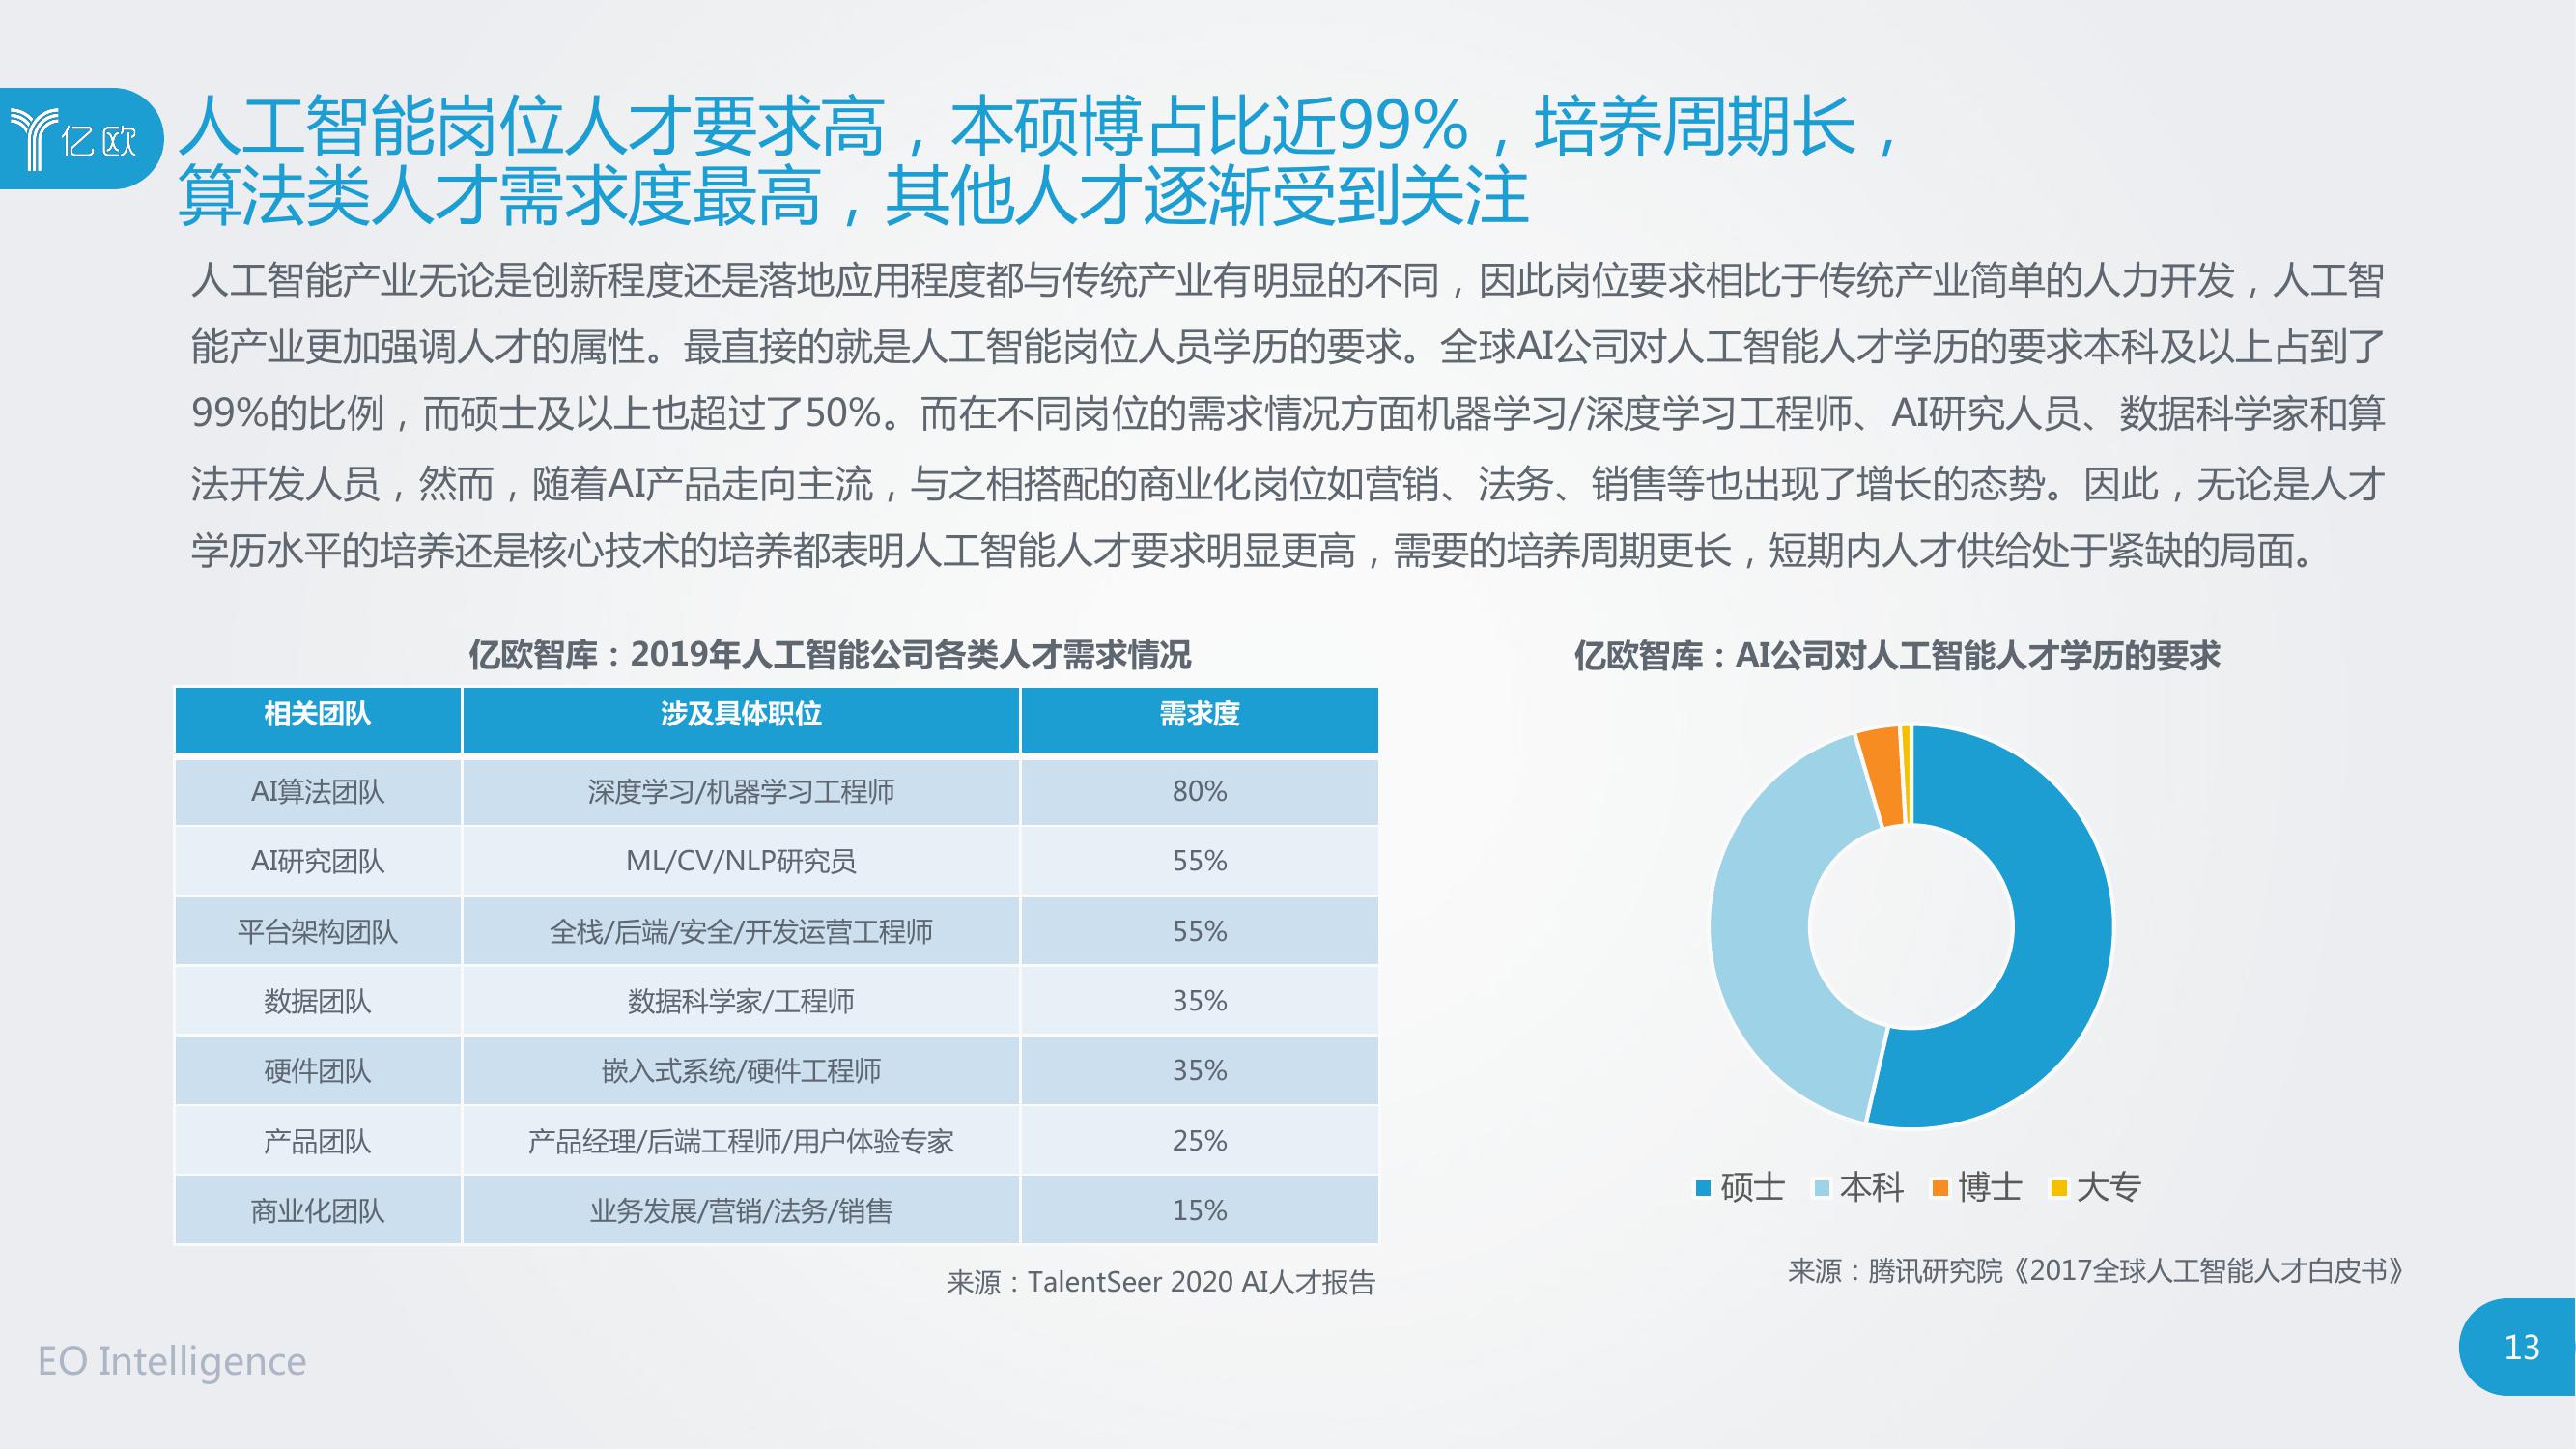 亿欧
人工智能岗位人才要求高，本硕博占比近99%，培养周期长，
算法类人才需求度最高，其他人才逐渐受到关注
人工智能产业无论是创新程度还是落地应用程度都与传统产业有明显的不同，因此岗位要求相比于传统产业简单的人力开发，人工智
能产业更加强调人才的属性。最直接的就是人工智能岗位人员学历的要求。全球AI公司对人工智能人才学历的要求本科及以上占到了
99%的比例，而硕士及以上也超过了50%。而在不同岗位的需求情况方面机器学习/深度学习工程师、AI研究人员、数据科学家和算
法开发人员，然而，随着AI产品走向主流，与之相搭配的商业化岗位如营销、法务、销售等也出现了增长的态势。因此，无论是人才
学历水平的培养还是核心技术的培养都表明人工智能人才要求明显更高，需要的培养周期更长，短期内人才供给处于紧缺的局面。
亿欧智库：2019年人工智能公司各类人才需求情况
相关团队 涉及具体职位 需求度
AI算法团队 深度学习/机器学习工程师 80%
AI研究团队 ML/CV/NLP研究员 55%
平台架构团队 全栈/后端/安全/开发运营工程师 55%
数据团队 数据科学家/工程师 35%
硬件团队 嵌入式系统/硬件工程师 35%
产品团队 产品经理/后端工程师/用户体验专家 25%
商业化团队 业务发展/营销/法务/销售 15%
来源：TalentSeer 2020 AI人才报告
亿欧智库：AI公司对人工智能人才学历的要求
硕士 本科 博士 大专
来源：腾讯研究院《2017全球人工智能人才白皮书》
EO Intelligence
13